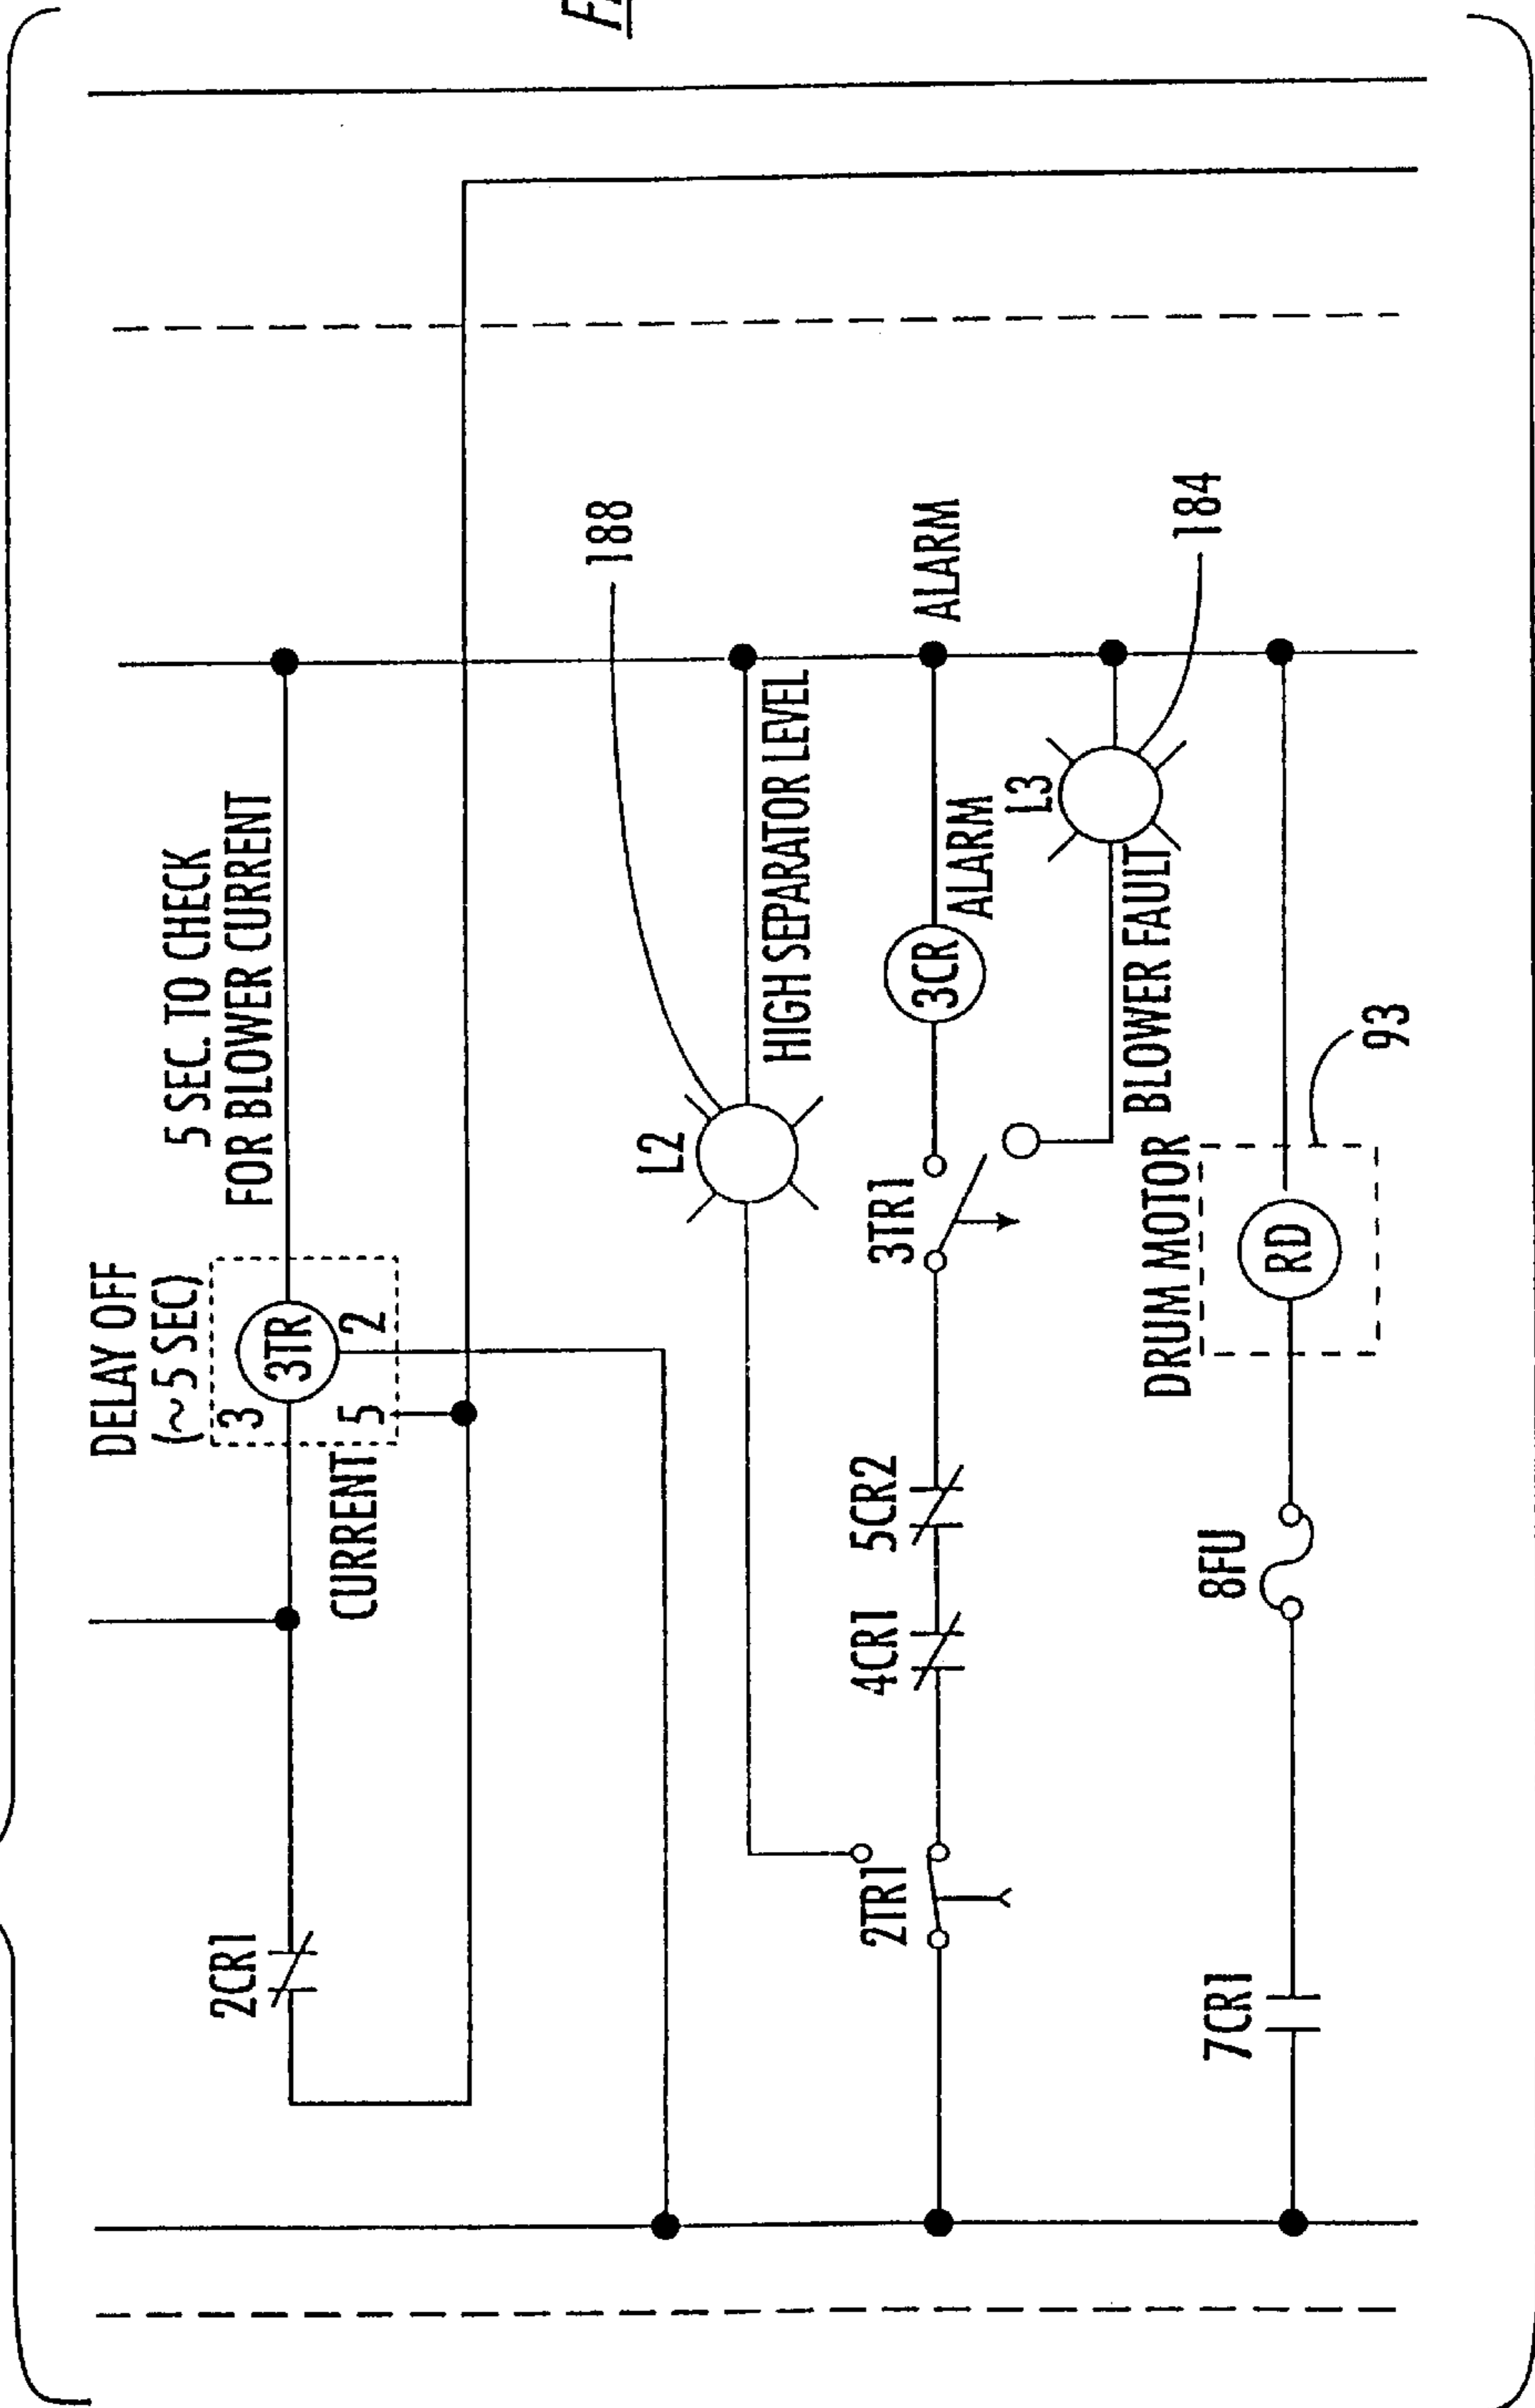 DELAY OFF
(~5 SEC)
5 SEC. TO CHECK
FOR BLOWER CURRENT
2CR1
3
3TR
2
CURRENT
5
188
L2
HIGH SEPARATOR LEVEL
2TR1
4CR1
5CR2
3TR1
3CR
ALARM
ALARM
L3
184
BLOWER FAULT
DRUM MOTOR
7CR1
8FU
RD
93